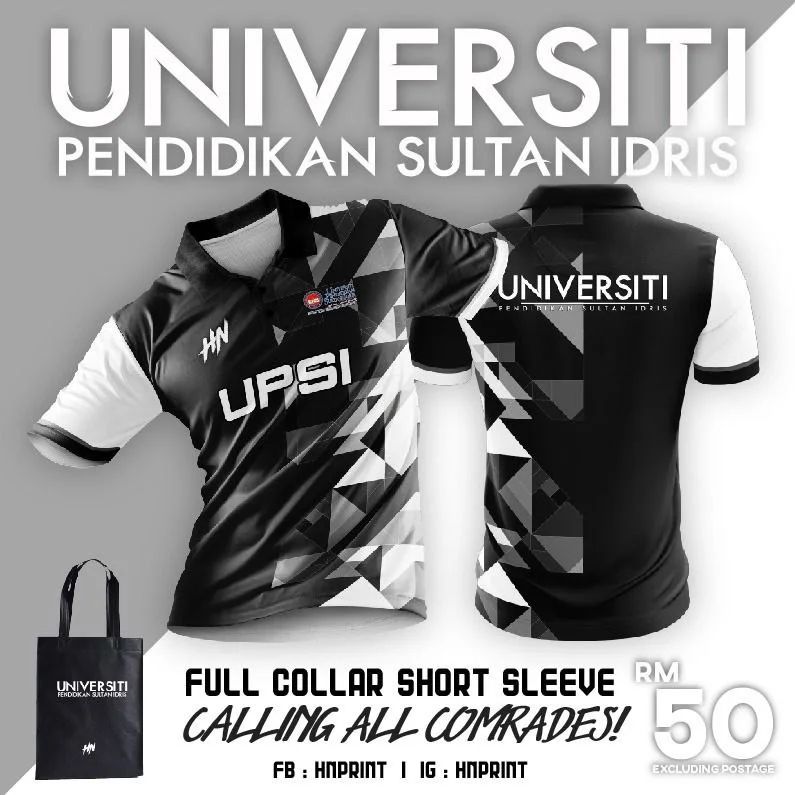 UNIVERSITI
PENDIDIKAN SULTAN IDRIS
HN
UPSI
UNIVERSITI
PENDIDIKAN SULTAN IDRIS
UNIVERSITI
PENDIDIKAN SULTAN IDRIS
HN
FULL COLLAR SHORT SLEEVE
CALLING ALL COMRADES!
FB : HNPRINT I IG : HNPRINT
RM
50
EXCLUDING POSTAGE